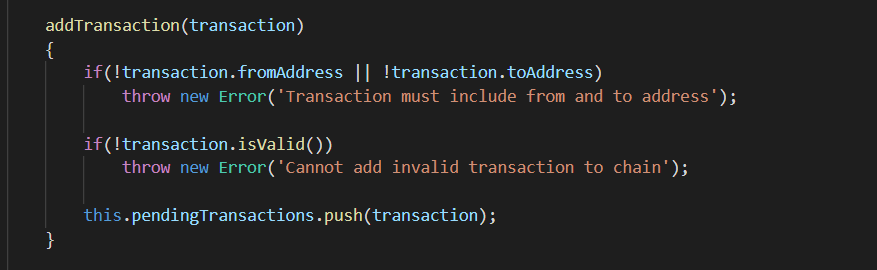 addTransaction(transaction)
{
if(!transaction.fromAddress || !transaction.toAddress)
throw new Error('Transaction must include from and to address');
if(!transaction.isValid())
throw new Error('Cannot add invalid transaction to chain');
this.pendingTransactions.push(transaction);
}